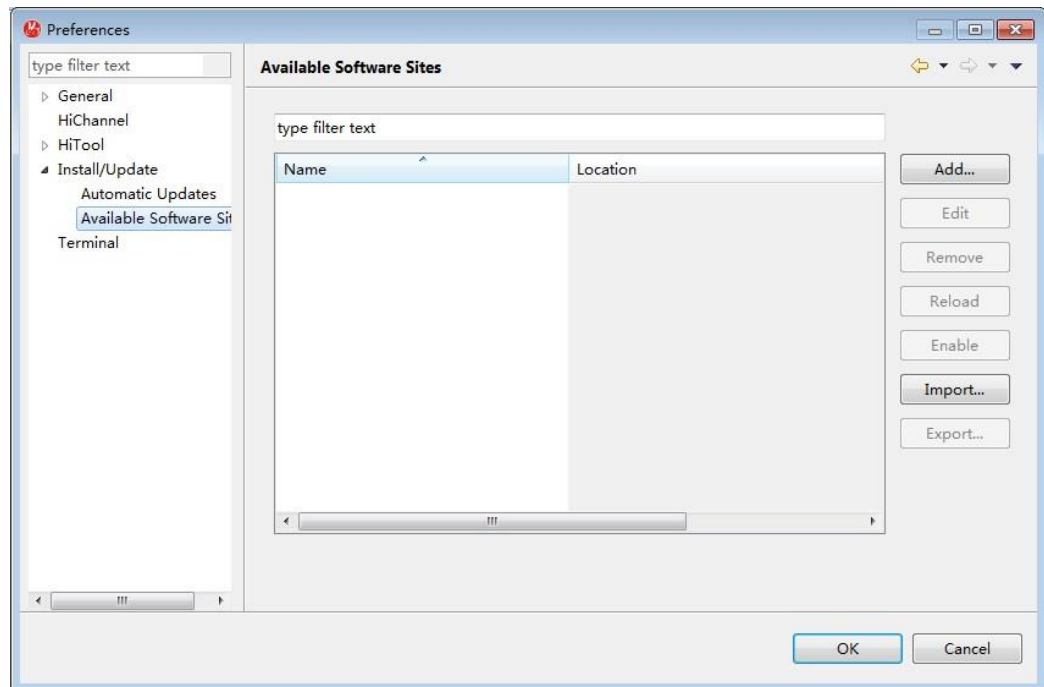 Preferences
type filter text
General
HiChannel
HiTool
Install/Update
Automatic Updates
Available Software Sit
Terminal
Available Software Sites
type filter text
Name Location
Add...
Edit
Remove
Reload
Enable
Import...
Export...
OK Cancel